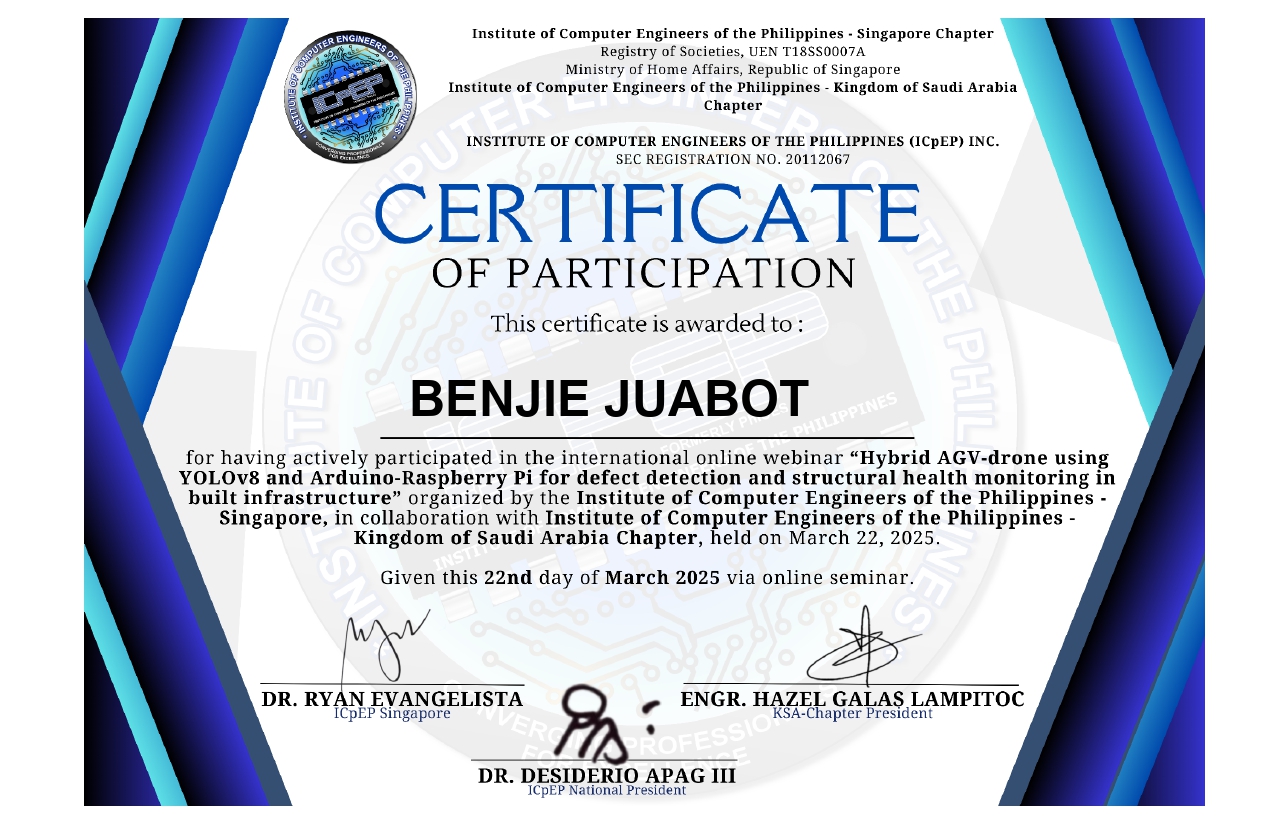 Institute of Computer Engineers of the Philippines - Singapore Chapter
Registry of Societies, UEN T18SS0007A
Ministry of Home Affairs, Republic of Singapore
Institute of Computer Engineers of the Philippines - Kingdom of Saudi Arabia
Chapter
INSTITUTE OF COMPUTER ENGINEERS OF THE PHILIPPINES (ICpEP) INC.
SEC REGISTRATION NO. 20112067
INSTITUTE OF COMPUTER ENGINEERS OF THE PHILIPPINES
ICpEP
CONVERGING PROFESSIONALS
FOR EXCELLENCE
CERTIFICATE
OF PARTICIPATION
This certificate is awarded to :
BENJIE JUABOT
for having actively participated in the international online webinar “Hybrid AGV-drone using
YOLOv8 and Arduino-Raspberry Pi for defect detection and structural health monitoring in
built infrastructure” organized by the Institute of Computer Engineers of the Philippines -
Singapore, in collaboration with Institute of Computer Engineers of the Philippines -
Kingdom of Saudi Arabia Chapter, held on March 22, 2025.
Given this 22nd day of March 2025 via online seminar.
DR. RYAN EVANGELISTA
ICpEP Singapore
ENGR. HAZEL GALAS LAMPITOC
KSA-Chapter President
DR. DESIDERIO APAG III
ICpEP National President